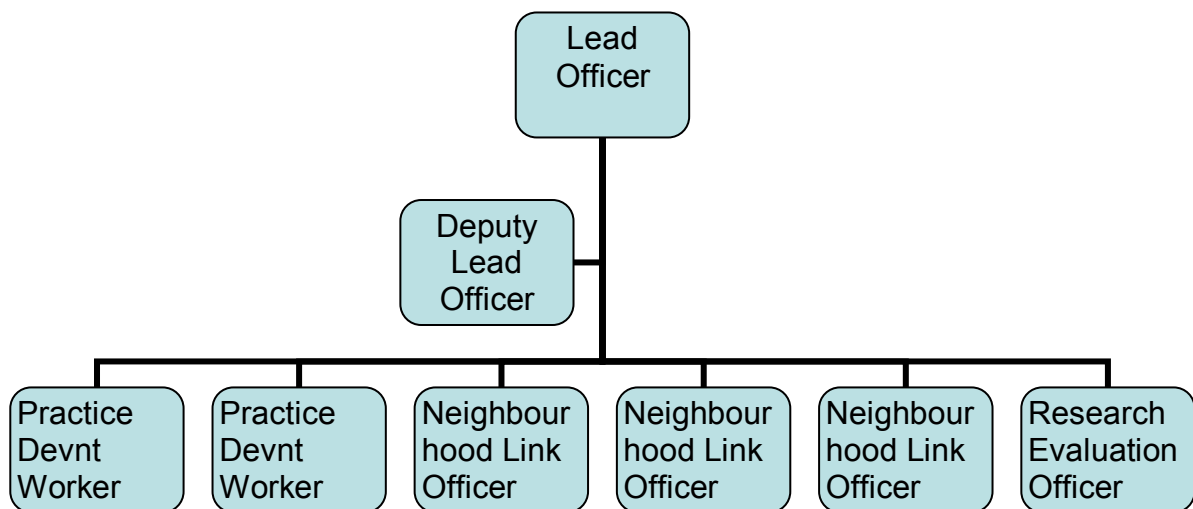 Lead
Officer
Deputy
Lead
Officer
Practice
Devnt
Worker
Practice
Devnt
Worker
Neighbour
hood Link
Officer
Neighbour
hood Link
Officer
Neighbour
hood Link
Officer
Research
Evaluation
Officer